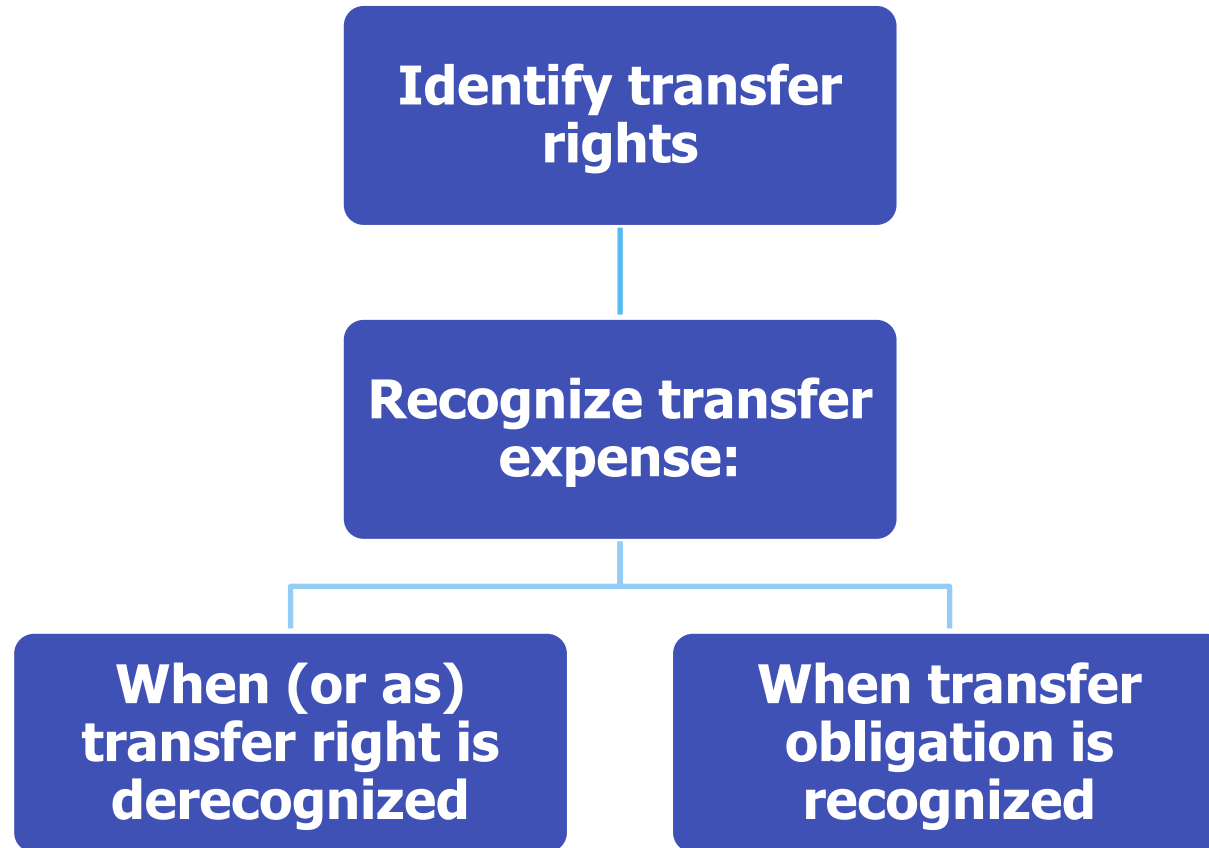 Identify transfer
rights
Recognize transfer
expense:
When (or as)
transfer right is
derecognized
When transfer
obligation is
recognized